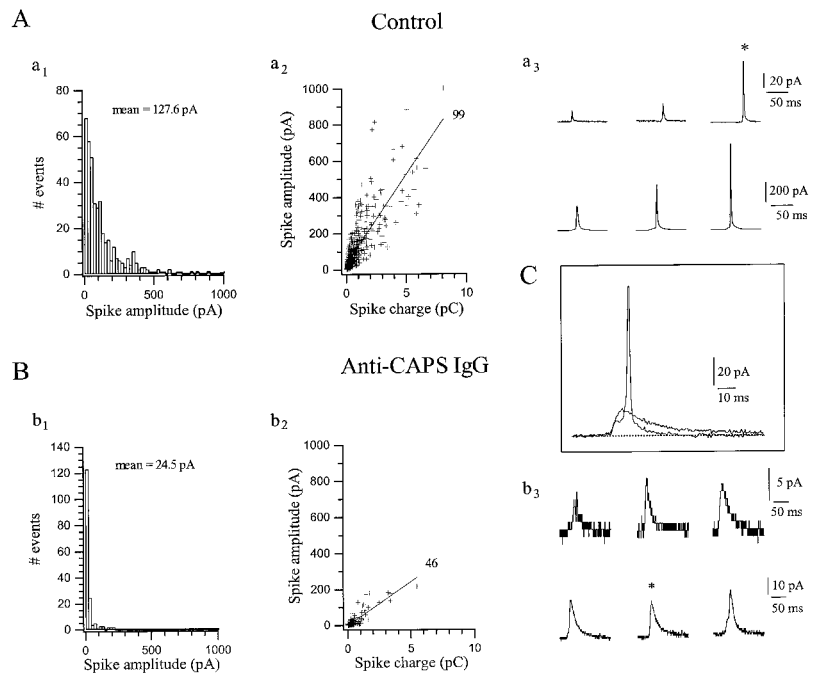 A
Control
a1
mean = 127.6 pA
# events
80
60
40
20
0
0
500
1000
Spike amplitude (pA)
a2
Spike amplitude (pA)
1000
800
600
400
200
0
0
5
10
Spike charge (pC)
99
a3
*
20 pA
50 ms
200 pA
50 ms
C
20 pA
10 ms
B
Anti-CAPS IgG
b1
mean = 24.5 pA
# events
140
120
100
80
60
40
20
0
0
500
1000
Spike amplitude (pA)
b2
Spike amplitude (pA)
1000
800
600
400
200
0
0
5
10
Spike charge (pC)
46
b3
5 pA
50 ms
*
10 pA
50 ms